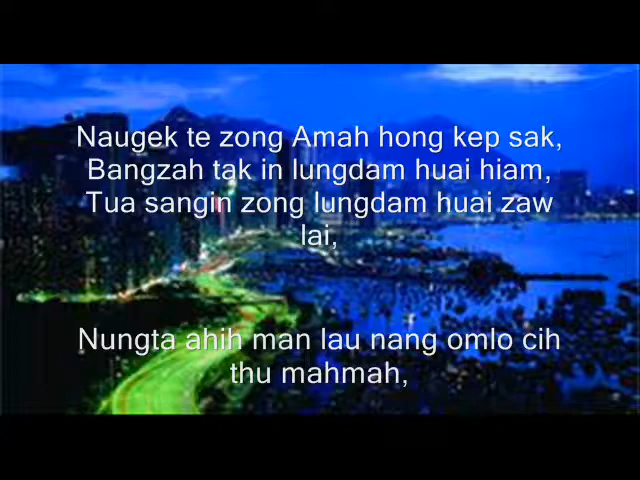 Naugek te zong Amah hong kep sak,
Bangzah tak in lungdam huai hiam,
Tua sangin zong lungdam huai zaw
lai,
Nungta ahih man lau nang omlo cih
thu mahmah,